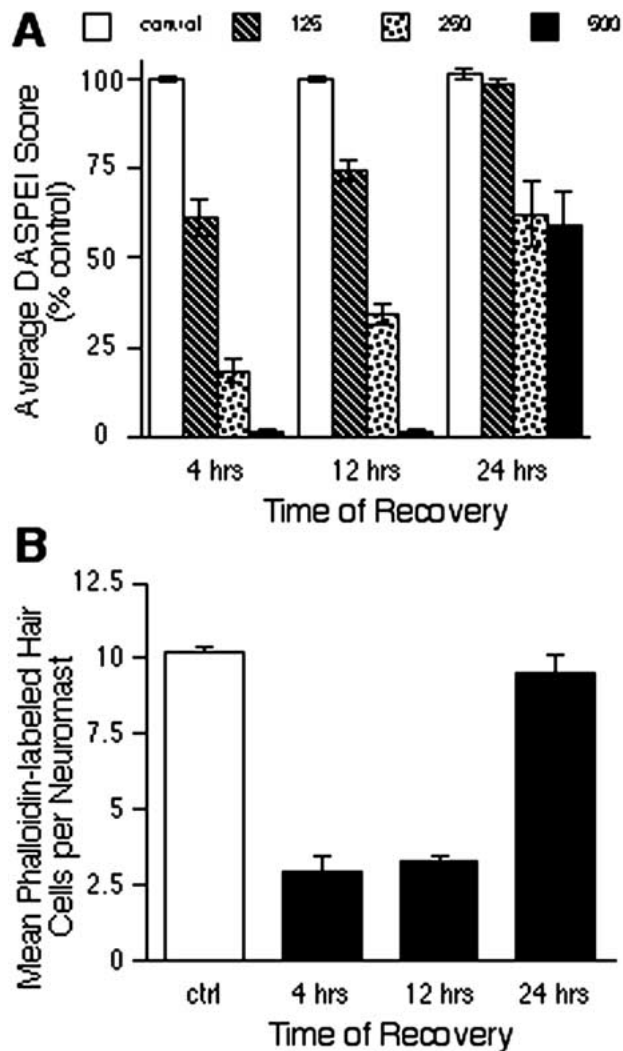 A
control 125 250 500
Average DASPEI Score
(% control)
100
75
50
25
0
4 hrs 12 hrs 24 hrs
Time of Recovery
B
Mean Phalloidin-labeled Hair
Cells per Neuromast
12.5
10
7.5
5
2.5
0
ctrl 4 hrs 12 hrs 24 hrs
Time of Recovery